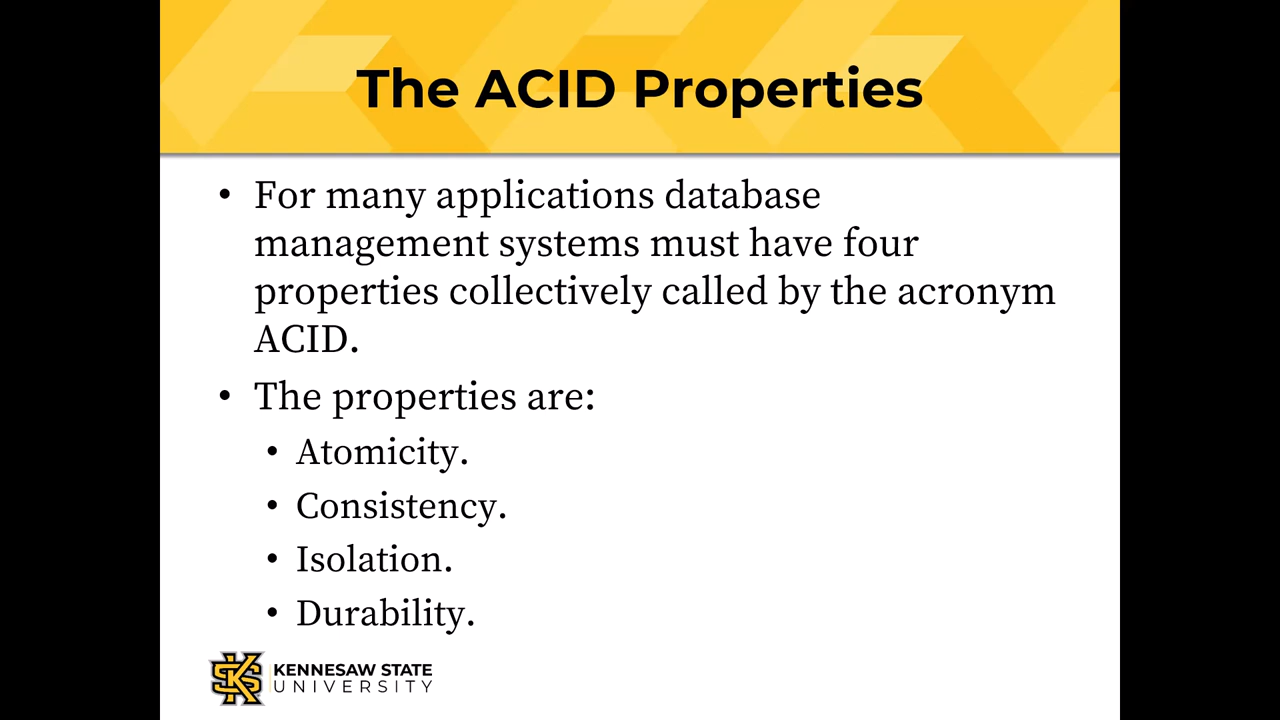 The ACID Properties
• For many applications database
management systems must have four
properties collectively called by the acronym
ACID.
• The properties are:
• Atomicity.
• Consistency.
• Isolation.
• Durability.
KS
KENNESAW STATE
UNIVERSITY